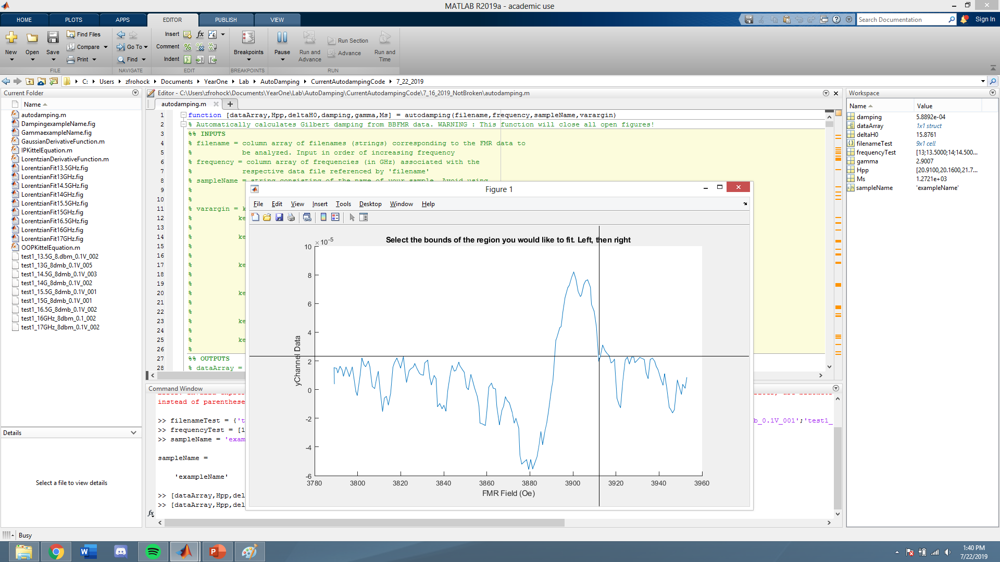 MATLAB R2019a - academic use
HOME PLOTS APPS EDITOR PUBLISH VIEW
Search Documentation Sign In
New Open Save Find Files Compare Print
FILE
Go To Find
NAVIGATE
Insert fx
Comment
Indent
EDIT
Breakpoints
BREAKPOINTS
Pause Run and Advance Run Section Advance Run and Time
RUN
C: Users zfrohock Documents YearOne Lab AutoDamping CurrentAutodampingCode 7_22_2019
Current Folder
Name
autodamping.m
DampingexampleName.fig
GammaexampleName.fig
GaussianDerivativeFunction.m
IPKittelEquation.m
LorentzianDerivativeFunction.m
LorentzianFit13.5GHz.fig
LorentzianFit13GHz.fig
LorentzianFit14.5GHz.fig
LorentzianFit14GHz.fig
LorentzianFit15.5GHz.fig
LorentzianFit15GHz.fig
LorentzianFit16.5GHz.fig
LorentzianFit16GHz.fig
LorentzianFit17GHz.fig
OOPKittelEquation.m
test1_13.5G_8.dbm_0.1V_002
test1_13G_8dmb_0.1V_005
test1_14.5G_8dmb_0.1V_003
test1_14G_8dmb_0.1V_002
test1_15.5G_8dmb_0.1V_001
test1_15G_8dmb_0.1V_001
test1_16.5G_8dmb_0.1V_002
test1_16GHz_8dbm_0.1_002
test1_17GHz_8dbm_0.1V_002
Details
Select a file to view details
Editor - C:\Users\zfrohock\Documents\YearOne\Lab\AutoDamping\CurrentAutodampingCode\7_16_2019_NotBroken\autodamping.m
autodamping.m
1 function [dataArray,Hpp,deltaH0,damping,gamma,Ms] = autodamping(filename,frequency,sampleName,varargin)
2 % Automatically calculates Gilbert damping from BBFMR data. WARNING : This function will close all open figures!
3 %% INPUTS
4 % filename = column array of filenames (strings) corresponding to the FMR data to
5 % be analyzed. Input in order of increasing frequency
6 % frequency = column array of frequencies (in GHz) associated with the
7 % respective data file referenced by 'filename'
8 % sampleName = string consisting of the name of your sample. Avoid using
9 %
10 %
11 % varargin = k
12 % ke
13 %
14 % ke
15 %
16 %
17 % ke
18 %
19 %
20 % ke
21 %
22 %
23 % ke
24 %
25 % ke
26 %
27 %% OUTPUTS
28 % dataArray =
Figure 1
File Edit View Insert Tools Desktop Window Help
Select the bounds of the region you would like to fit. Left, then right
×10-5
10
8
6
4
2
0
-2
-4
-6
yChannel Data
3780 3800 3820 3840 3860 3880 3900 3920 3940 3960
FMR Field (Oe)
Command Window
instead of parenthese
>> filenameTest = {'t b_0.1V_001';'test1_
>> frequencyTest = [1
>> sampleName = 'exam
sampleName =
'exampleName'
>> [dataArray,Hpp,del
>> [dataArray,Hpp,del
fx
Workspace
Name Value
damping 5.8892e-04
dataArray 1x1 struct
deltaH0 15.8761
filenameTest 9x1 cell
frequencyTest [13;13.5000;14;14.500...
gamma 2.9007
Hpp [20.9100,20.1600,21.7...
Ms 1.2721e+03
sampleName 'exampleName'
Busy
1:40 PM
7/22/2019